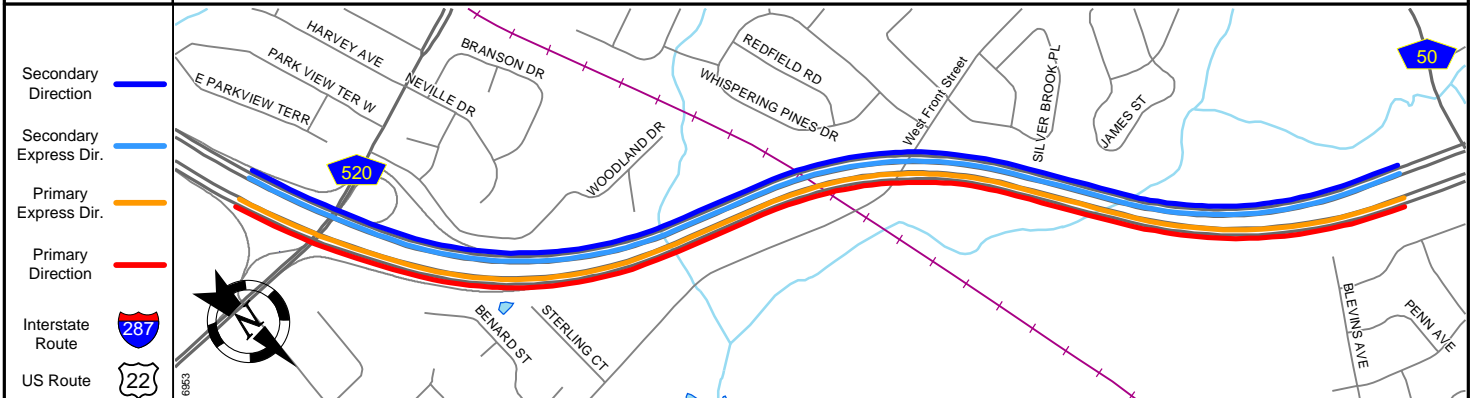 Secondary
Direction
Secondary
Express Dir.
Primary
Express Dir.
Primary
Direction
Interstate
Route
287
US Route
22
HARVEY AVE
PARK VIEW TER W
E PARKVIEW TERR
BRANSON DR
NEVILLE DR
520
WOODLAND DR
REDFIELD RD
WHISPERING PINES DR
West Front Street
SILVER BROOK PL
JAMES ST
50
N
BENARD ST
STERLING CT
BLEVINS AVE
PENN AVE
6953